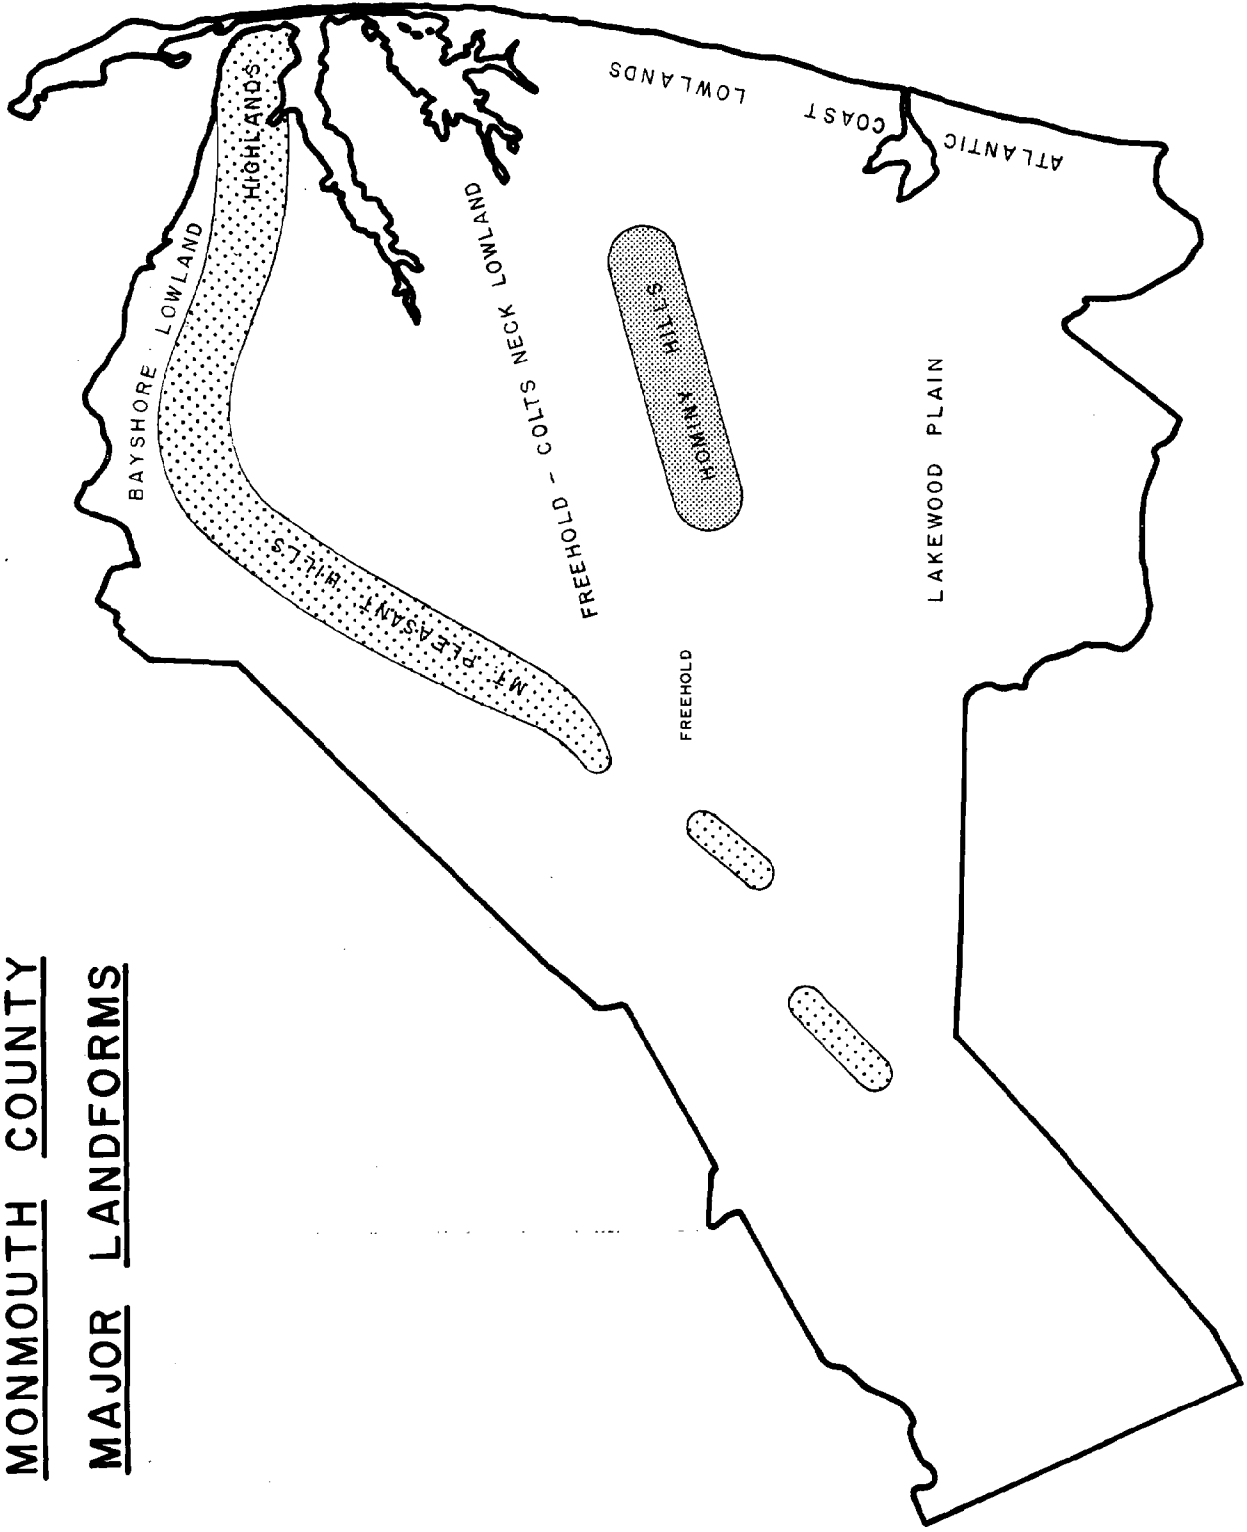 MONMOUTH COUNTY
MAJOR LANDFORMS
BAYSHORE LOWLAND
HIGHLANDS
MT. PLEASANT HILLS
FREEHOLD - COLTS NECK LOWLAND
HOMINY HILLS
FREEHOLD
LAKEWOOD PLAIN
ATLANTIC COAST LOWLANDS